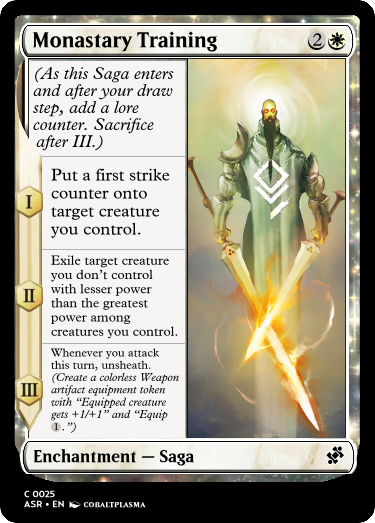 Monastary Training 2
(As this Saga enters
and after your draw
step, add a lore
counter. Sacrifice
after III.)
I
Put a first strike
counter onto
target creature
you control.
II
Exile target creature
you don't control
with lesser power
than the greatest
power among
creatures you control.
III
Whenever you attack
this turn, unsheath.
(Create a colorless Weapon
artifact equipment token
with “Equipped creature
gets +1/+1” and “Equip
1.”)
Enchantment — Saga
C 0025
ASR • EN COBALTPLASMA